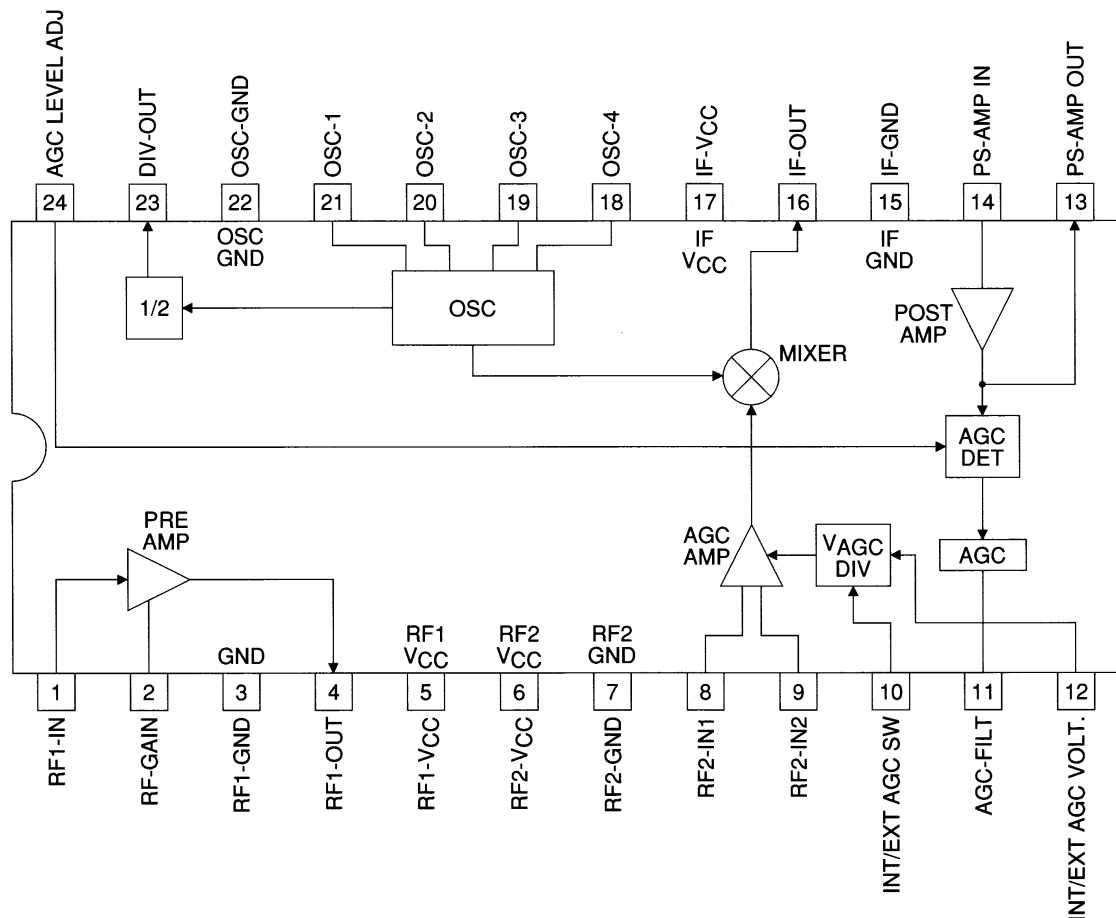 AGC LEVEL ADJ
DIV-OUT
OSC-GND
OSC-1
OSC-2
OSC-3
OSC-4
IF-VCC
IF-OUT
IF-GND
PS-AMP IN
PS-AMP OUT
24
23
22
21
20
19
18
17
16
15
14
13
OSC
GND
IF
VCC
IF
GND
1/2
OSC
POST
AMP
MIXER
AGC
DET
PRE
AMP
AGC
AMP
VAGC
DIV
AGC
GND
RF1
VCC
RF2
VCC
RF2
GND
1
2
3
4
5
6
7
8
9
10
11
12
RF1-IN
RF-GAIN
RF1-GND
RF1-OUT
RF1-VCC
RF2-VCC
RF2-GND
RF2-IN1
RF2-IN2
INT/EXT AGC SW
AGC-FILT
INT/EXT AGC VOLT.